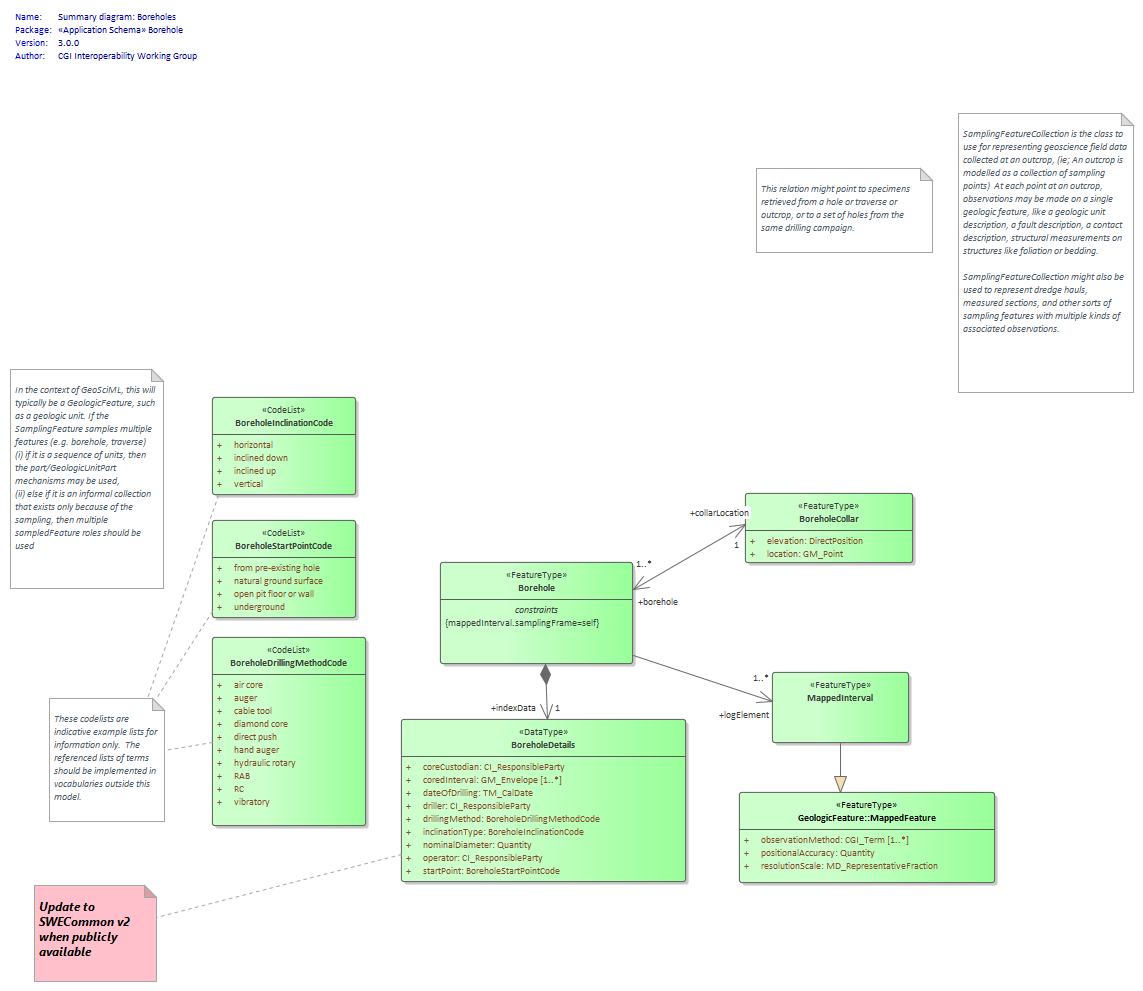 Name: Summary diagram: Boreholes
Package: «Application Schema» Borehole
Version: 3.0.0
Author: CGI Interoperability Working Group
SamplingFeatureCollection is the class to
use for representing geoscience field data
collected at an outcrop, (ie; An outcrop is
modelled as a collection of sampling
points) At each point at an outcrop,
observations may be made on a single
geologic feature, like a geologic unit
description, a fault description, a contact
description, structural measurements on
structures like foliation or bedding.
SamplingFeatureCollection might also be
used to represent dredge hauls,
measured sections, and other sorts of
sampling features with multiple kinds of
associated observations.
This relation might point to specimens
retrieved from a hole or traverse or
outcrop, or to a set of holes from the
same drilling campaign.
In the context of GeoSciML, this will
typically be a GeologicFeature, such
as a geologic unit. If the
SamplingFeature samples multiple
features (e.g. borehole, traverse)
(i) if it is a sequence of units, then
the part/GeologicUnitPart
mechanisms may be used,
(ii) else if it is an informal collection
that exists only because of the
sampling, then multiple
sampledFeature roles should be
used
«CodeList»
BoreholeInclinationCode
+ horizontal
+ inclined down
+ inclined up
+ vertical
«CodeList»
BoreholeStartPointCode
+ from pre-existing hole
+ natural ground surface
+ open pit floor or wall
+ underground
«CodeList»
BoreholeDrillingMethodCode
+ air core
+ auger
+ cable tool
+ diamond core
+ direct push
+ hand auger
+ hydraulic rotary
+ RAB
+ RC
+ vibratory
These codelists are
indicative example lists for
information only. The
referenced lists of terms
should be implemented in
vocabularies outside this
model.
Update to
SWECommon v2
when publicly
available
«FeatureType»
Borehole
constraints
{mappedInterval.samplingFrame=self}
+collarLocation
1
1..*
+borehole
«FeatureType»
BoreholeCollar
+ elevation: DirectPosition
+ location: GM_Point
1..*
+logElement
«FeatureType»
MappedInterval
+indexData 1
«DataType»
BoreholeDetails
+ coreCustodian: CI_ResponsibleParty
+ coredInterval: GM_Envelope [1..*]
+ dateOfDrilling: TM_CalDate
+ driller: CI_ResponsibleParty
+ drillingMethod: BoreholeDrillingMethodCode
+ inclinationType: BoreholeInclinationCode
+ nominalDiameter: Quantity
+ operator: CI_ResponsibleParty
+ startPoint: BoreholeStartPointCode
«FeatureType»
GeologicFeature::MappedFeature
+ observationMethod: CGI_Term [1..*]
+ positionalAccuracy: Quantity
+ resolutionScale: MD_RepresentativeFraction